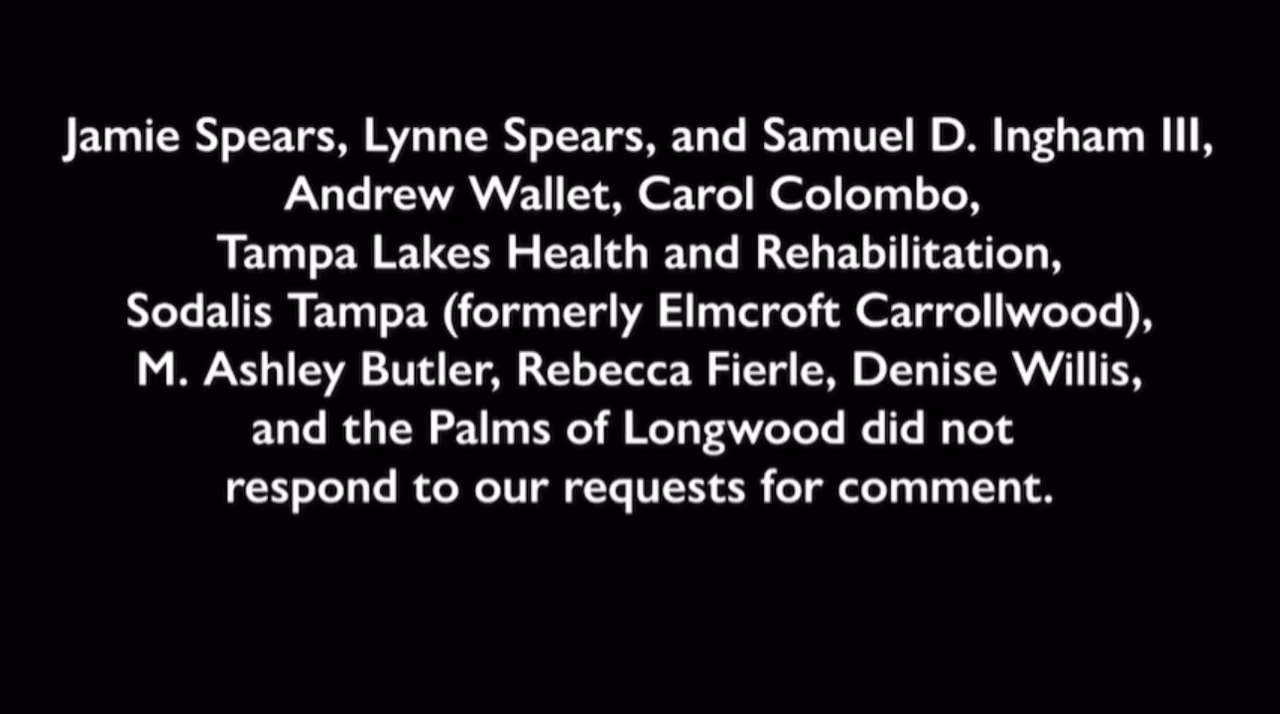 Jamie Spears, Lynne Spears, and Samuel D. Ingham III,
Andrew Wallet, Carol Colombo,
Tampa Lakes Health and Rehabilitation,
Sodalis Tampa (formerly Elmcroft Carrollwood),
M. Ashley Butler, Rebecca Fierle, Denise Willis,
and the Palms of Longwood did not
respond to our requests for comment.